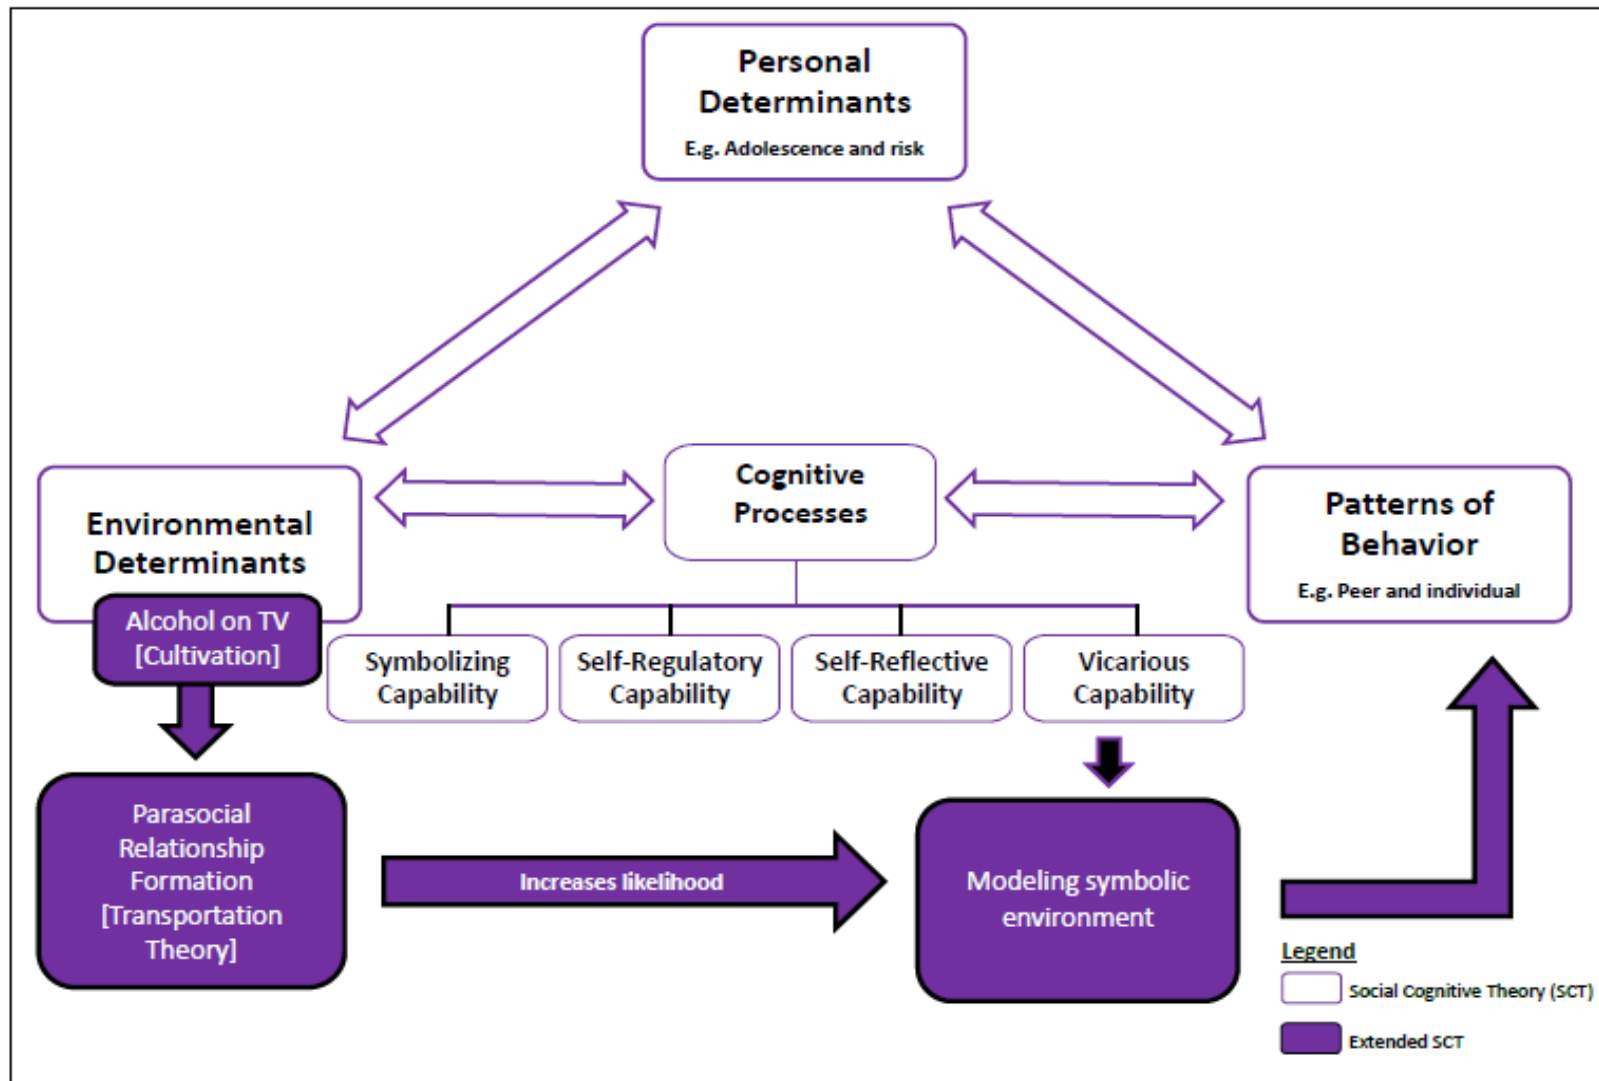 Personal
Determinants
E.g. Adolescence and risk
Environmental
Determinants
Alcohol on TV
[Cultivation]
Cognitive
Processes
Patterns of
Behavior
E.g. Peer and individual
Symbolizing
Capability
Self-Regulatory
Capability
Self-Reflective
Capability
Vicarious
Capability
Parasocial
Relationship
Formation
[Transportation
Theory]
Increases likelihood
Modeling symbolic
environment
Legend
Social Cognitive Theory (SCT)
Extended SCT